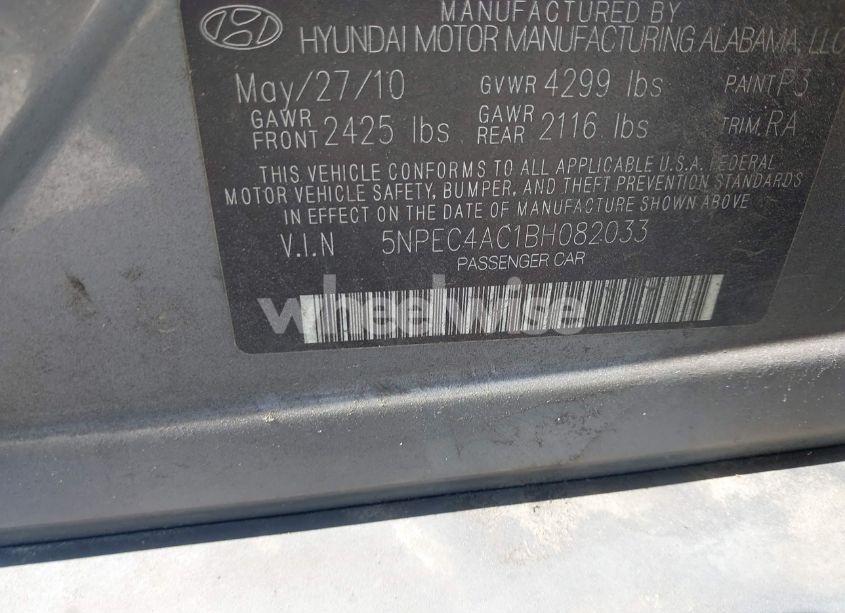 MANUFACTURED BY
HYUNDAI MOTOR MANUFACTURING ALABAMA, LLC
May/27/10 GVWR 4299 lbs PAINT P3
GAWR FRONT 2425 lbs GAWR REAR 2116 lbs TRIM RA
THIS VEHICLE CONFORMS TO ALL APPLICABLE U.S.A. FEDERAL
MOTOR VEHICLE SAFETY, BUMPER, AND THEFT PREVENTION STANDARDS
IN EFFECT ON THE DATE OF MANUFACTURE SHOWN ABOVE
V.I.N 5NPEC4AC1BH082033
PASSENGER CAR
wheelwise